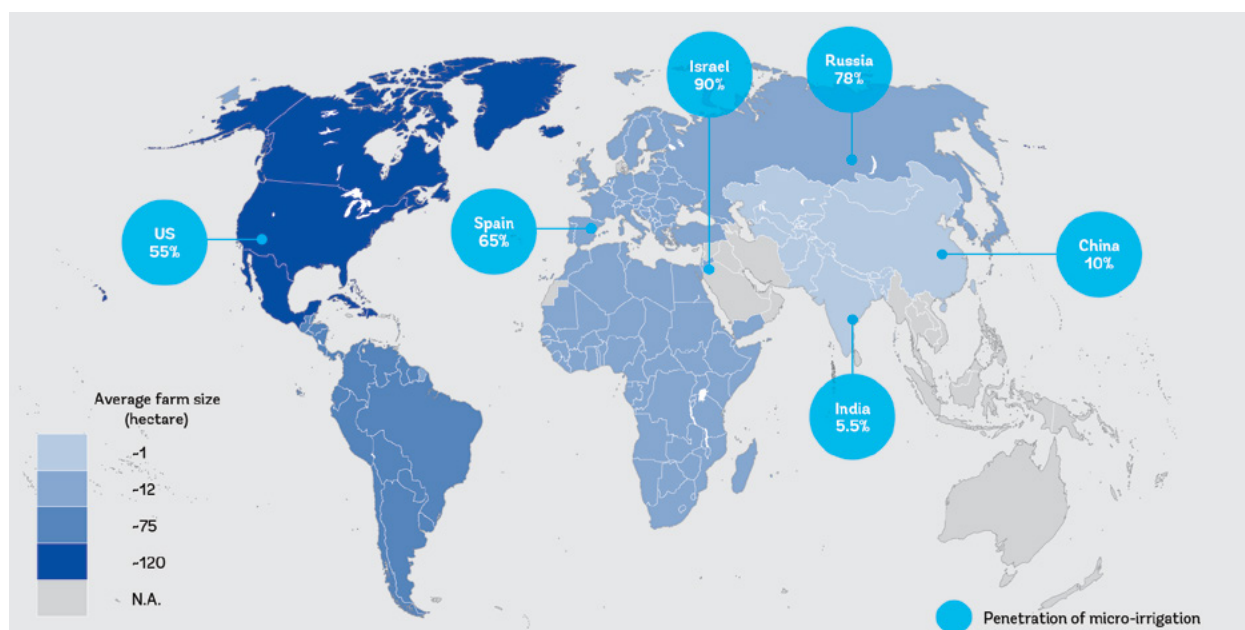 Israel
90%
Russia
78%
US
55%
Spain
65%
China
10%
India
5.5%
Average farm size
(hectare)
~1
~12
~75
~120
N.A.
Penetration of micro-irrigation